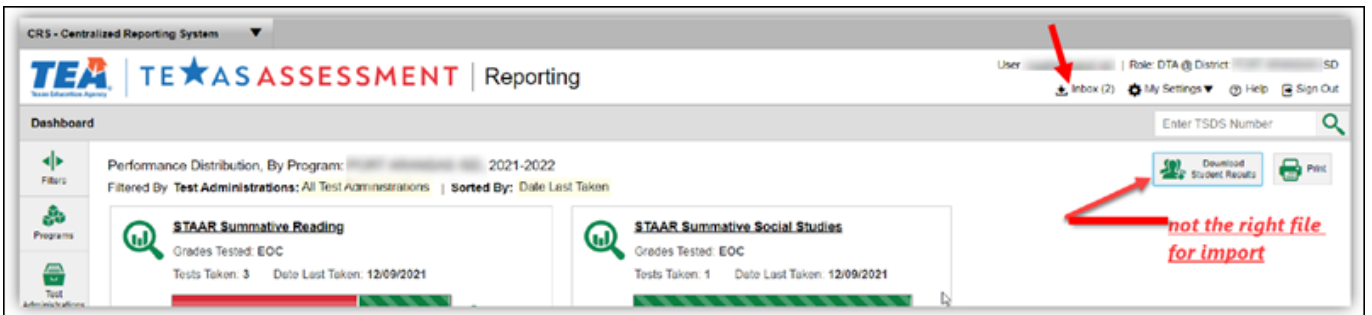 CRS - Centralized Reporting System ▼
TEA | TEXAS ASSESSMENT | Reporting
Texas Education Agency
User | Role: DTA @ District SD
Inbox (2) My Settings ▼ Help Sign Out
Dashboard
Enter TSDS Number
Filters
Performance Distribution, By Program: 2021-2022
Filtered By Test Administrations: All Test Administrations | Sorted By: Date Last Taken
Download
Student Results
Print
not the right file
for import
Programs
STAAR Summative Reading
Grades Tested: EOC
Tests Taken: 3 Date Last Taken: 12/09/2021
STAAR Summative Social Studies
Grades Tested: EOC
Tests Taken: 1 Date Last Taken: 12/09/2021
Test
Administrations